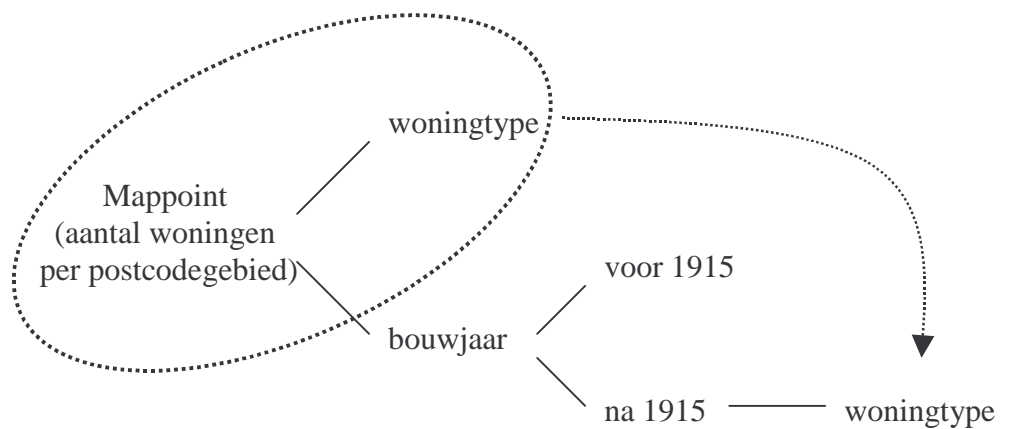 woningtype
Mappoint
(aantal woningen
per postcodegebied)
voor 1915
bouwjaar
na 1915
woningtype